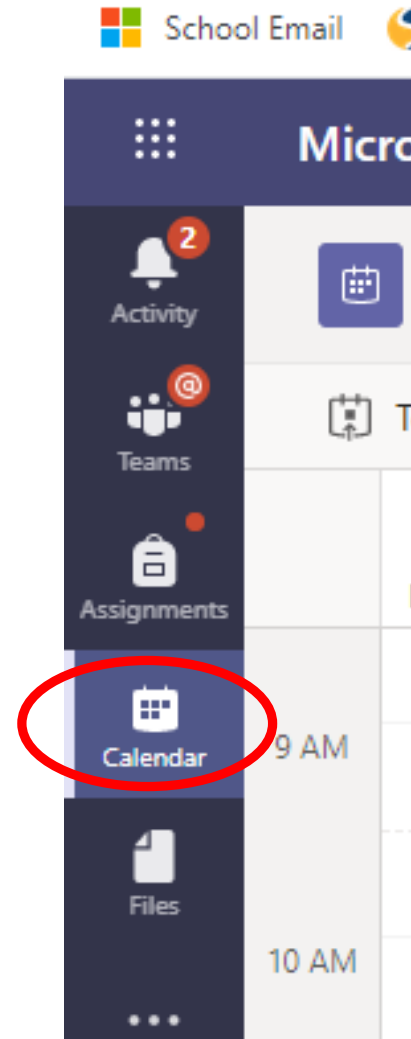 School Email
Micro
2
Activity
@
Teams
Assignments
Calendar
9 AM
Files
10 AM